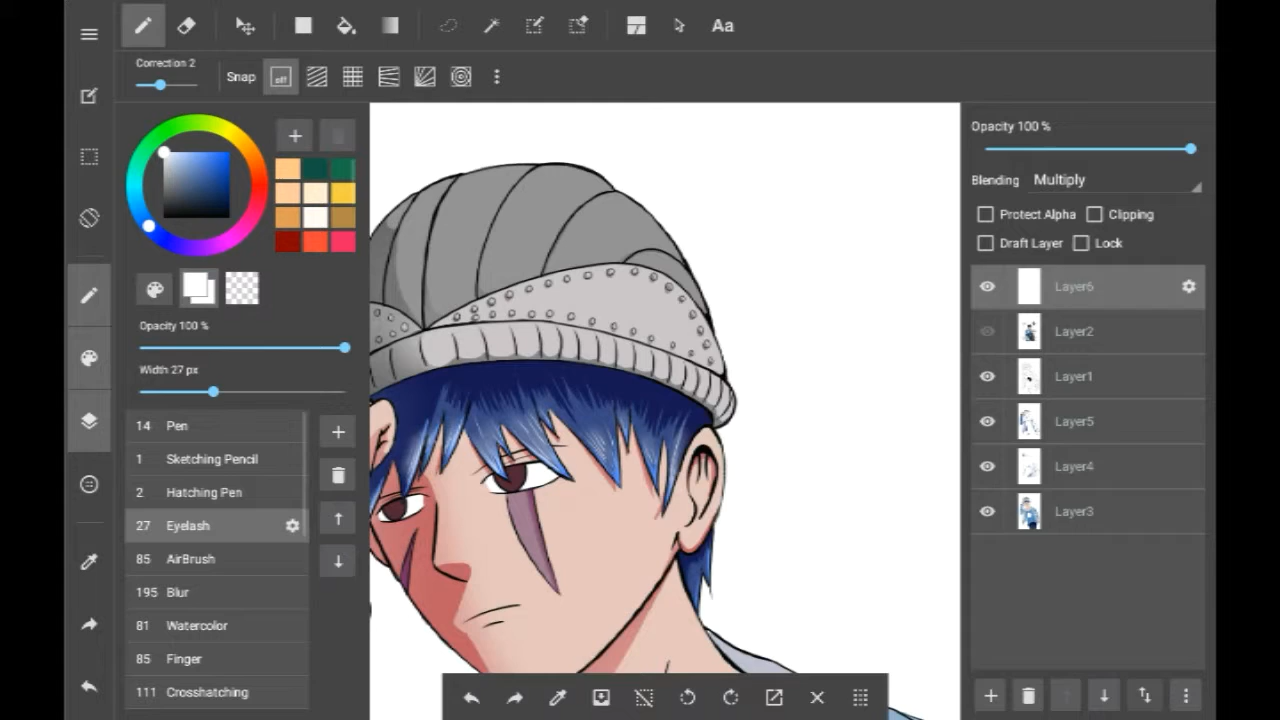 Aa
Correction 2
Snap
off
Opacity 100 %
Width 27 px
14 Pen
1 Sketching Pencil
2 Hatching Pen
27 Eyelash
85 AirBrush
195 Blur
81 Watercolor
85 Finger
111 Crosshatching
Opacity 100 %
Blending Multiply
Protect Alpha Clipping
Draft Layer Lock
Layer6
Layer2
Layer1
Layer5
Layer4
Layer3